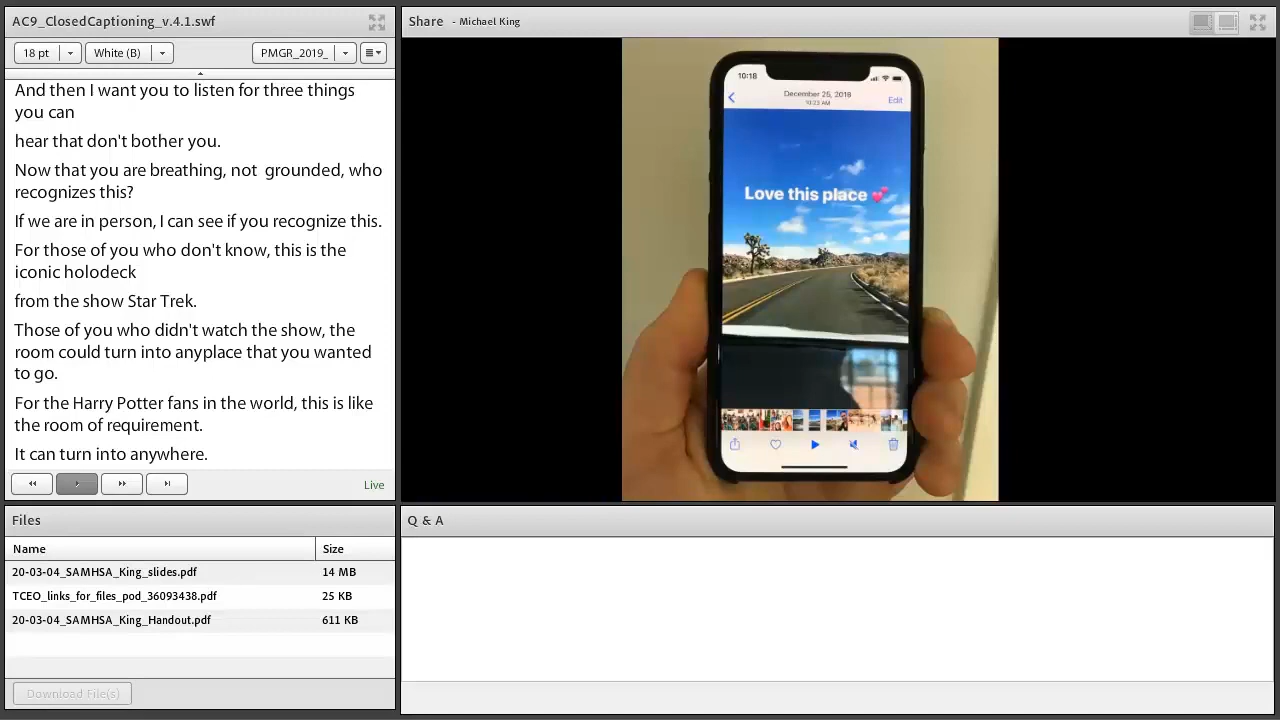 AC9_ClosedCaptioning_v.4.1.swf
18 pt
White (B)
PMGR_2019_
And then I want you to listen for three things
you can
hear that don't bother you.
Now that you are breathing, not  grounded, who
recognizes this?
If we are in person, I can see if you recognize this.
For those of you who don't know, this is the
iconic holodeck
from the show Star Trek.
Those of you who didn't watch the show, the
room could turn into anyplace that you wanted
to go.
For the Harry Potter fans in the world, this is like
the room of requirement.
It can turn into anywhere.
Live
Share - Michael King
10:18
December 25, 2018
10:23 AM
Edit
Love this place 💕
Files
Name Size
20-03-04_SAMHSA_King_slides.pdf 14 MB
TCEO_links_for_files_pod_36093438.pdf 25 KB
20-03-04_SAMHSA_King_Handout.pdf 611 KB
Download File(s)
Q & A